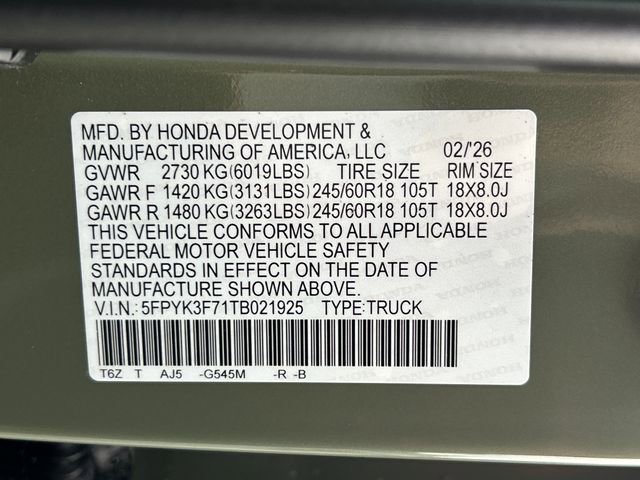 MFD. BY HONDA DEVELOPMENT &
MANUFACTURING OF AMERICA, LLC 02/'26
GVWR 2730 KG(6019LBS) TIRE SIZE RIM SIZE
GAWR F 1420 KG(3131LBS) 245/60R18 105T 18X8.0J
GAWR R 1480 KG(3263LBS) 245/60R18 105T 18X8.0J
THIS VEHICLE CONFORMS TO ALL APPLICABLE
FEDERAL MOTOR VEHICLE SAFETY
STANDARDS IN EFFECT ON THE DATE OF
MANUFACTURE SHOWN ABOVE.
V.I.N.: 5FPYK3F71TB021925 TYPE:TRUCK
T6Z T AJ5 -G545M -R -B